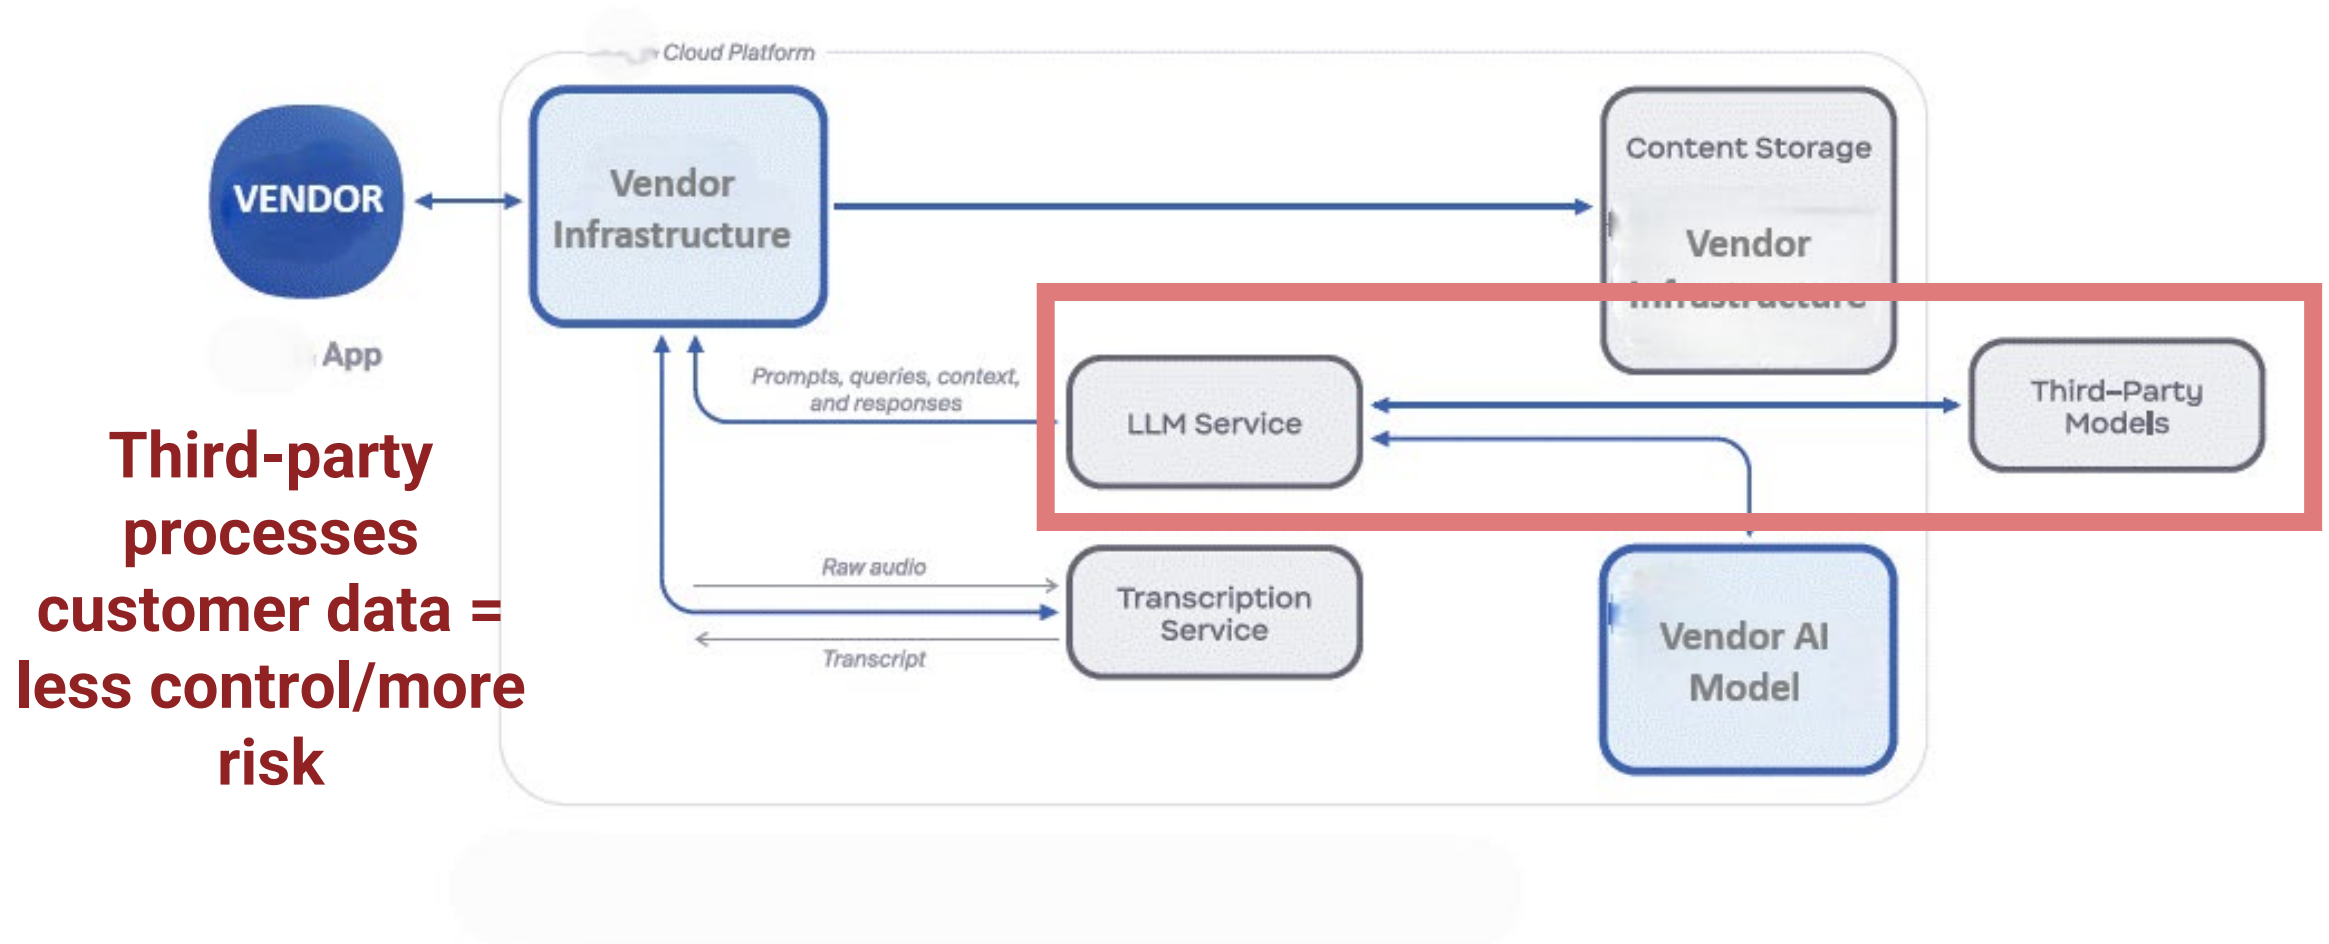 Cloud Platform
VENDOR
App
Vendor
Infrastructure
Content Storage
Vendor
Infrastructure
Prompts, queries, context,
and responses
LLM Service
Third-Party
Models
Raw audio
Transcript
Transcription
Service
Vendor AI
Model
Third-party
processes
customer data =
less control/more
risk